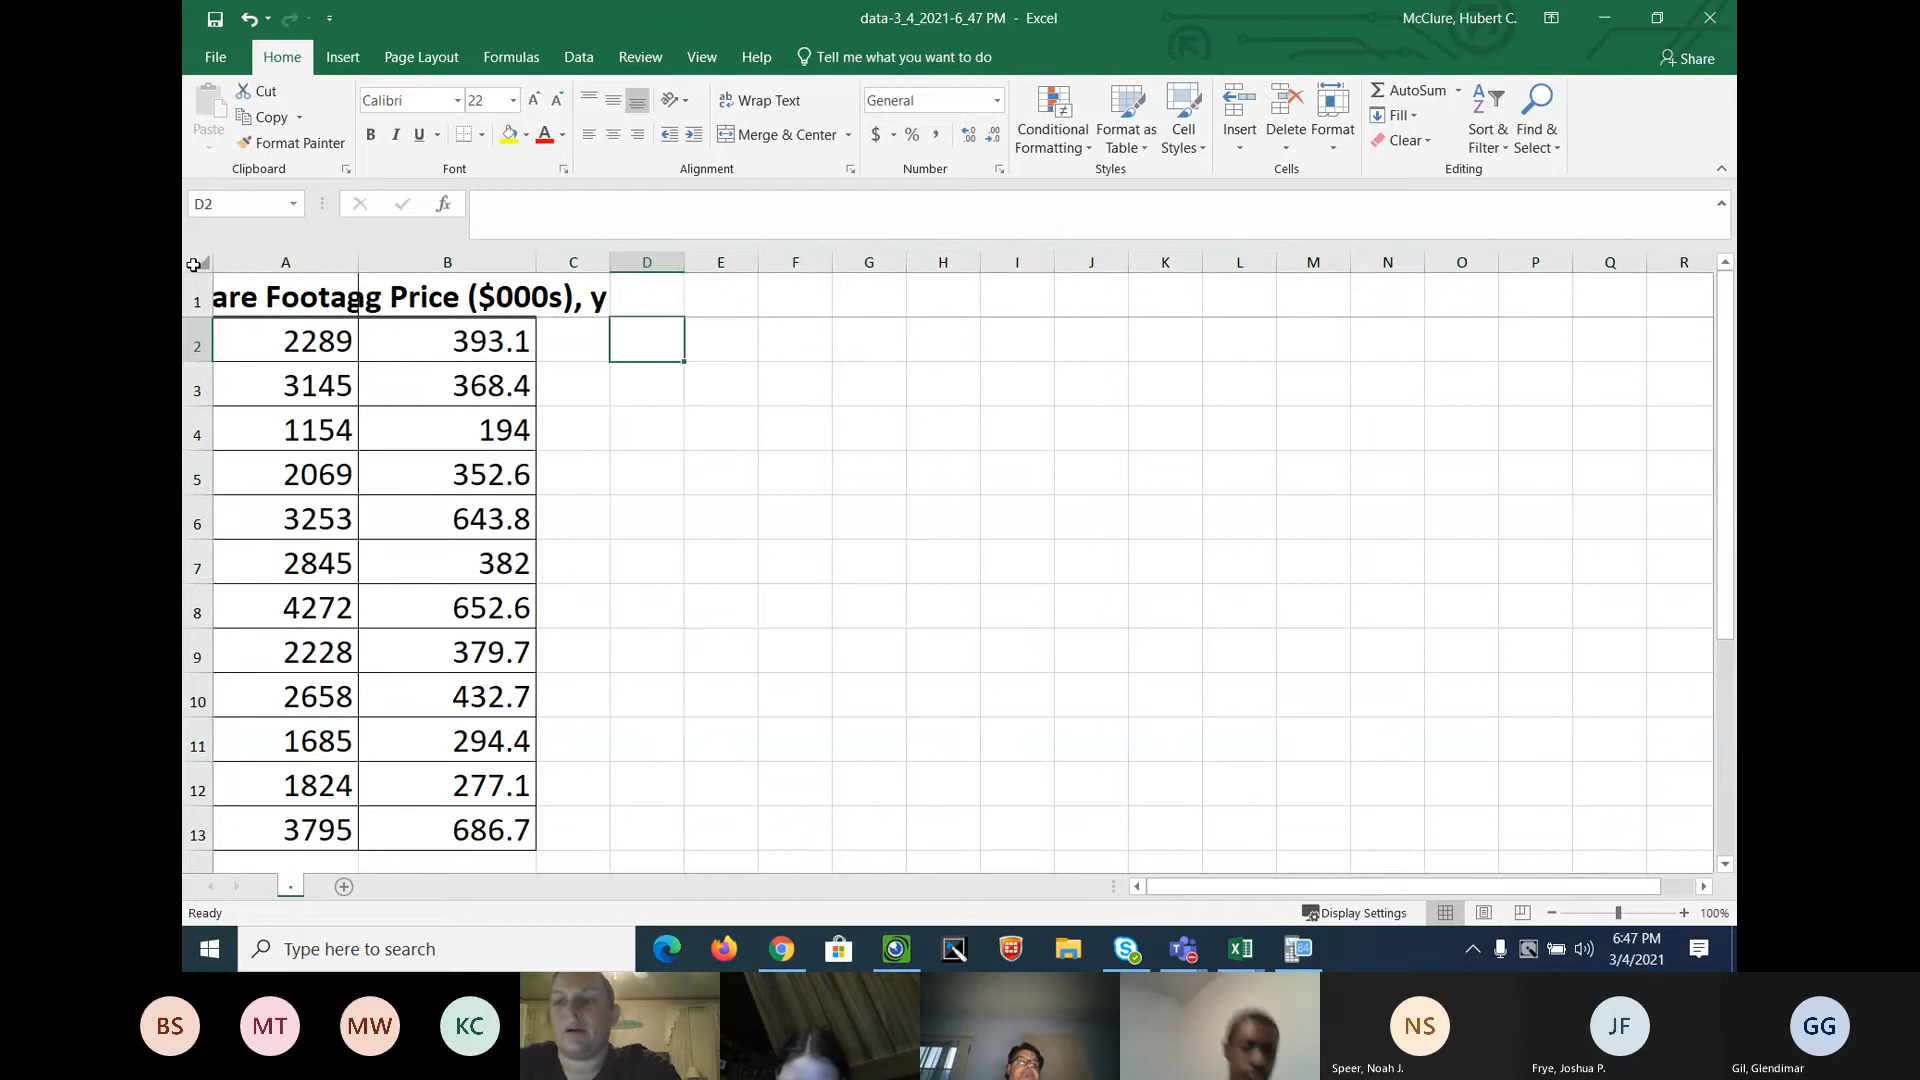 data-3_4_2021-6_47 PM - Excel
McClure, Hubert C.
File Home Insert Page Layout Formulas Data Review View Help Tell me what you want to do
Share
Paste
Cut
Copy
Format Painter
Clipboard
Calibri 22
B I U
Font
Wrap Text
Merge & Center
Alignment
General
$ % ,
Number
Conditional Formatting
Format as Table
Cell Styles
Styles
Insert Delete Format
Cells
AutoSum
Fill
Clear
Sort & Filter
Find & Select
Editing
D2
fx
A B C D E F G H I J K L M N O P Q R
1 are Footag g Price ($000s), y
2 2289 393.1
3 3145 368.4
4 1154 194
5 2069 352.6
6 3253 643.8
7 2845 382
8 4272 652.6
9 2228 379.7
10 2658 432.7
11 1685 294.4
12 1824 277.1
13 3795 686.7
Ready
Display Settings
100%
Type here to search
6:47 PM
3/4/2021
BS MT MW KC NS JF GG
Speer, Noah J.
Frye, Joshua P.
Gil, Glendimar